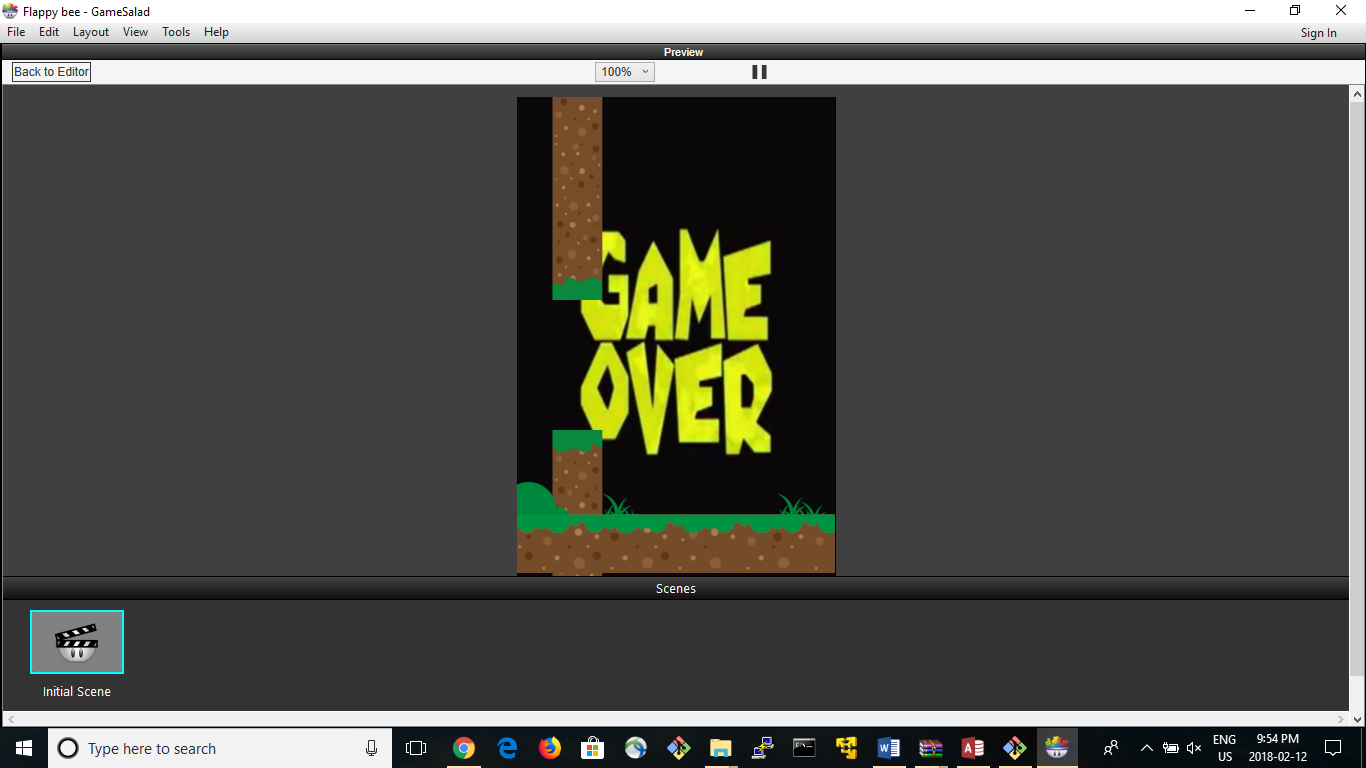 Flappy bee - GameSalad
File Edit Layout View Tools Help
Sign In
Preview
Back to Editor
100%
GAME
OVER
Scenes
Initial Scene
Type here to search
ENG
US
9:54 PM
2018-02-12